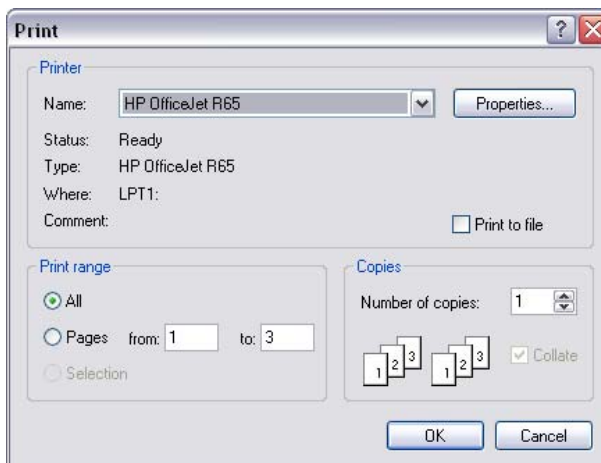 Print
Printer
Name: HP OfficeJet R65 Properties...
Status: Ready
Type: HP OfficeJet R65
Where: LPT1:
Comment: Print to file
Print range
All
Pages from: 1 to: 3
Selection
Copies
Number of copies: 1
1 2 3 1 2 3 Collate
OK Cancel